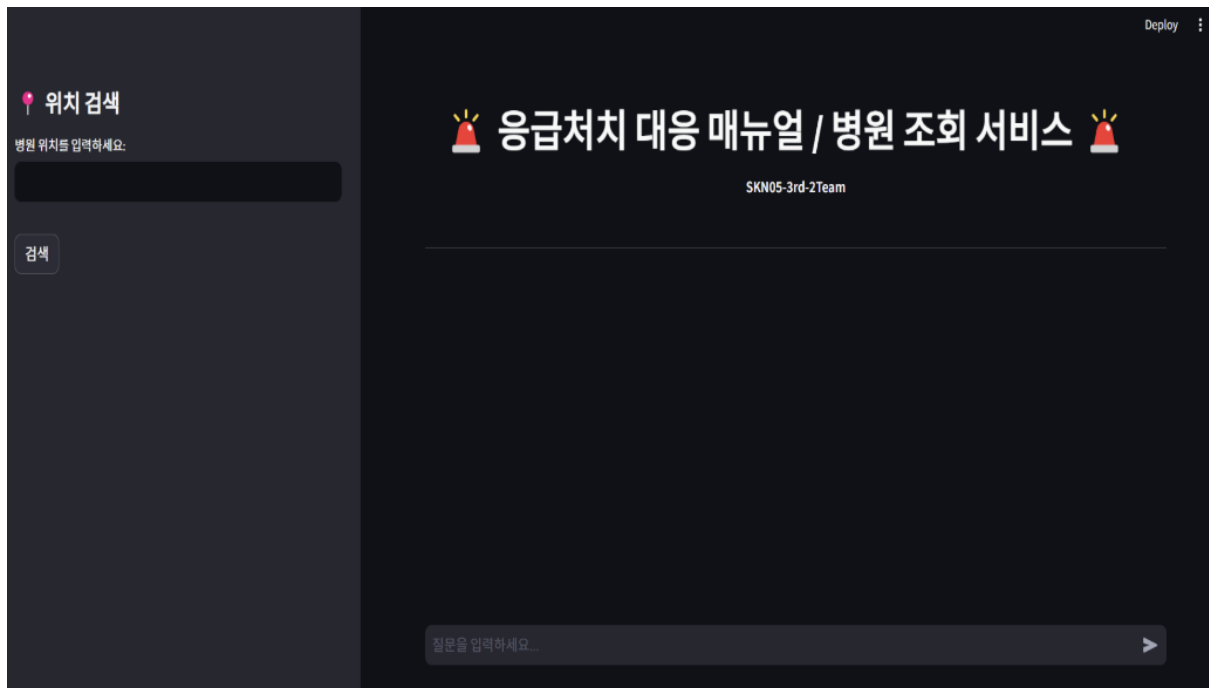 Deploy
📍 위치 검색
병원 위치를 입력하세요:
검색
🚨 응급처치 대응 매뉴얼 / 병원 조회 서비스 🚨
SKN05-3rd-2Team
질문을 입력하세요...